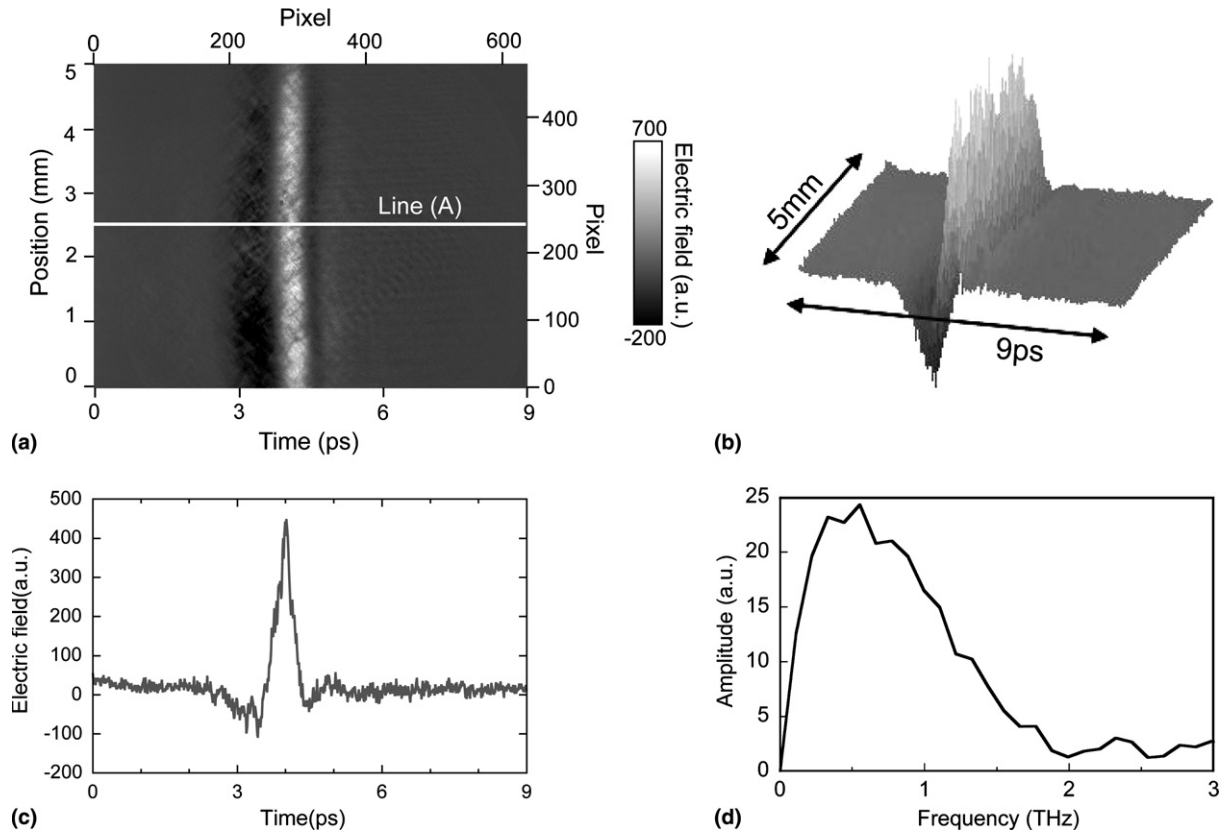 Pixel
0 200 400 600
5
4
3
2
1
0
Position (mm)
Line (A)
400
300
200
100
0
Pixel
0 3 6 9
Time (ps)
(a)
700
-200
Electric field (a.u.)
5mm
9ps
(b)
500
400
300
200
100
0
-100
-200
Electric field(a.u.)
0 3 6 9
Time(ps)
(c)
25
20
15
10
5
0
Amplitude (a.u.)
0 1 2 3
Frequency (THz)
(d)